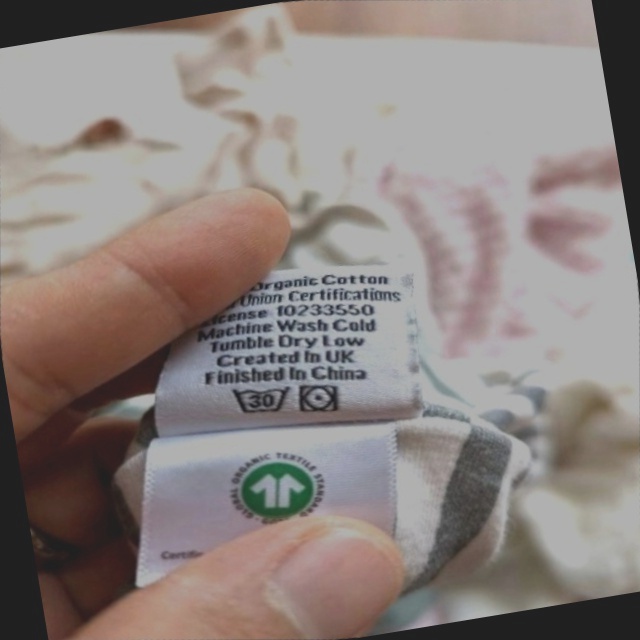 Organic Cotton
Union Certifications
License 10233550
Machine Wash Cold
Tumble Dry Low
Created In UK
Finished In China
30
GLOBAL ORGANIC TEXTILE STANDARD